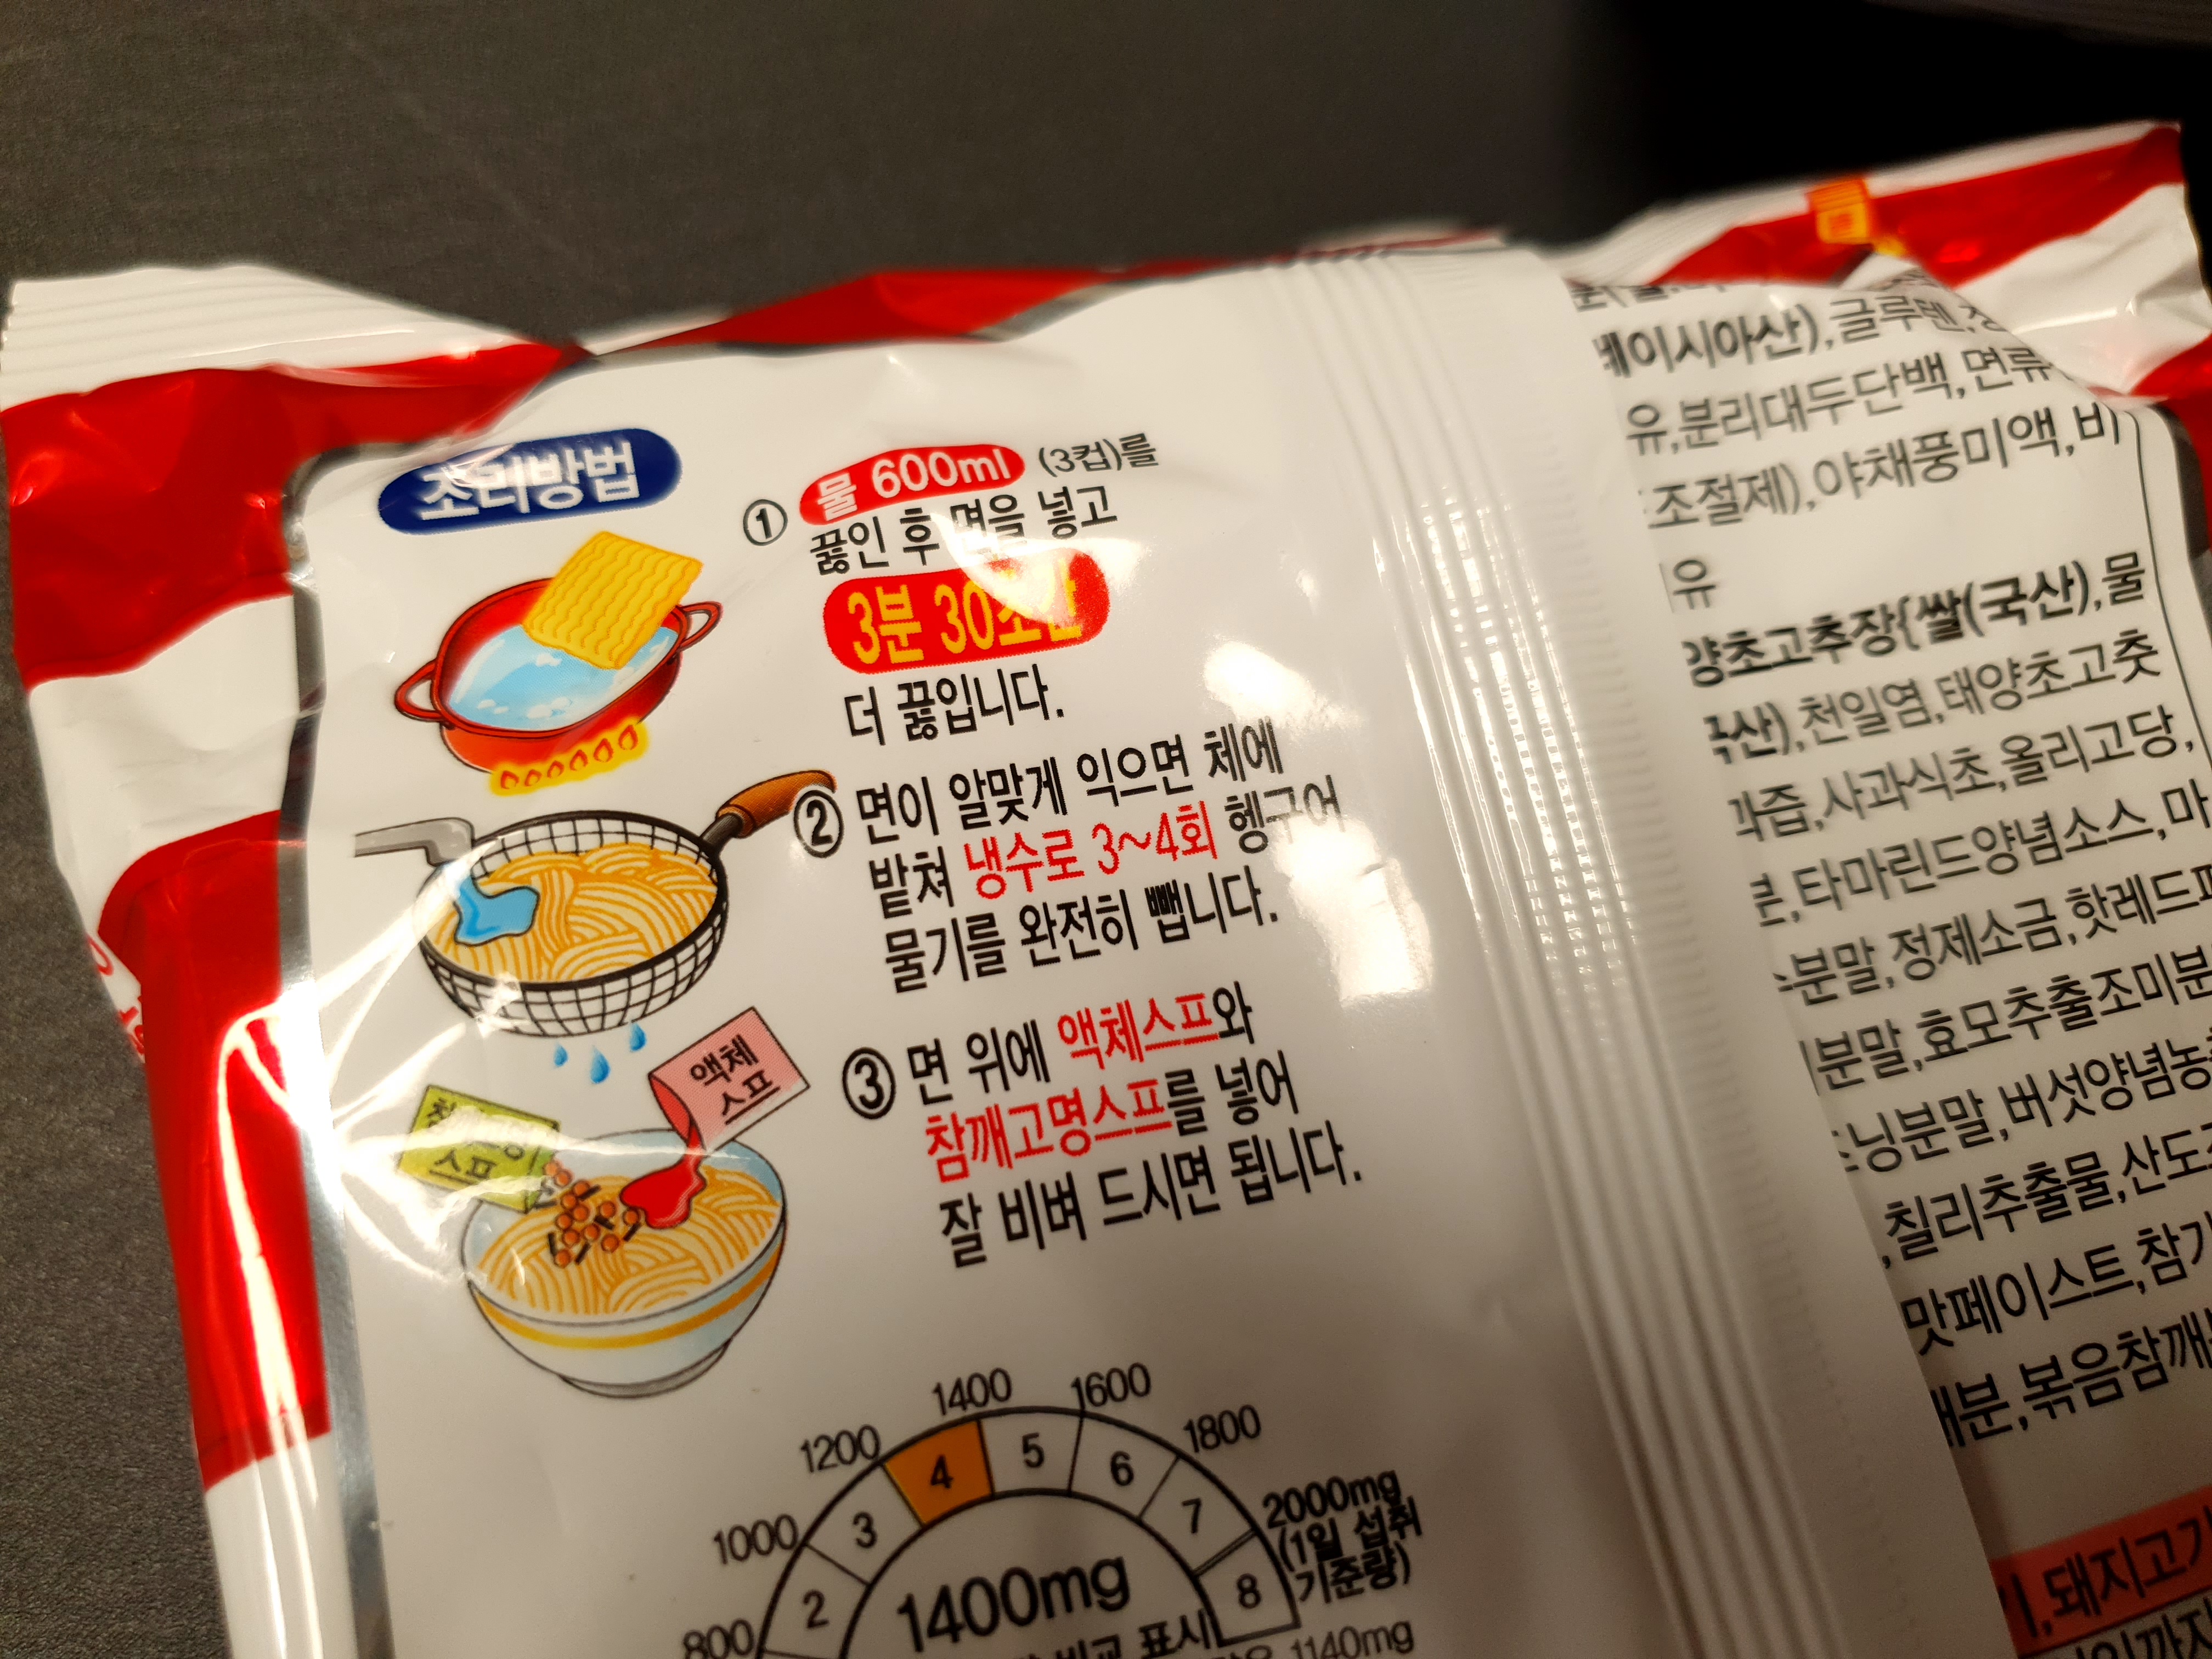 조리방법
① 물 600ml (3컵)를
끓인 후 면을 넣고
3분 30초간
더 끓입니다.
② 면이 알맞게 익으면 체에
밭쳐 냉수로 3~4회 헹구어
물기를 완전히 뺍니다.
액체
스프
스프
③ 면 위에 액체스프와
참깨고명스프를 넣어
잘 비벼 드시면 됩니다.
1400 1600
1200 1800
4 5 6
1000 3 7 2000mg
(1일 섭취
기준량)
800 2 8
1400mg
비교 표시
1140mg
베이시아산),글루텐,
유,분리대두단백,면류
조절제),야채풍미액,비
유
양초고추장{쌀(국산),물
국산),천일염,태양초고춧
과즙,사과식초,올리고당,
타마린드양념소스,마
분말,정제소금,핫레드
분말,효모추출조미분
닝분말,버섯양념농
,칠리추출물,산도
맛페이스트,참기
깨분,볶음참깨
,돼지고기